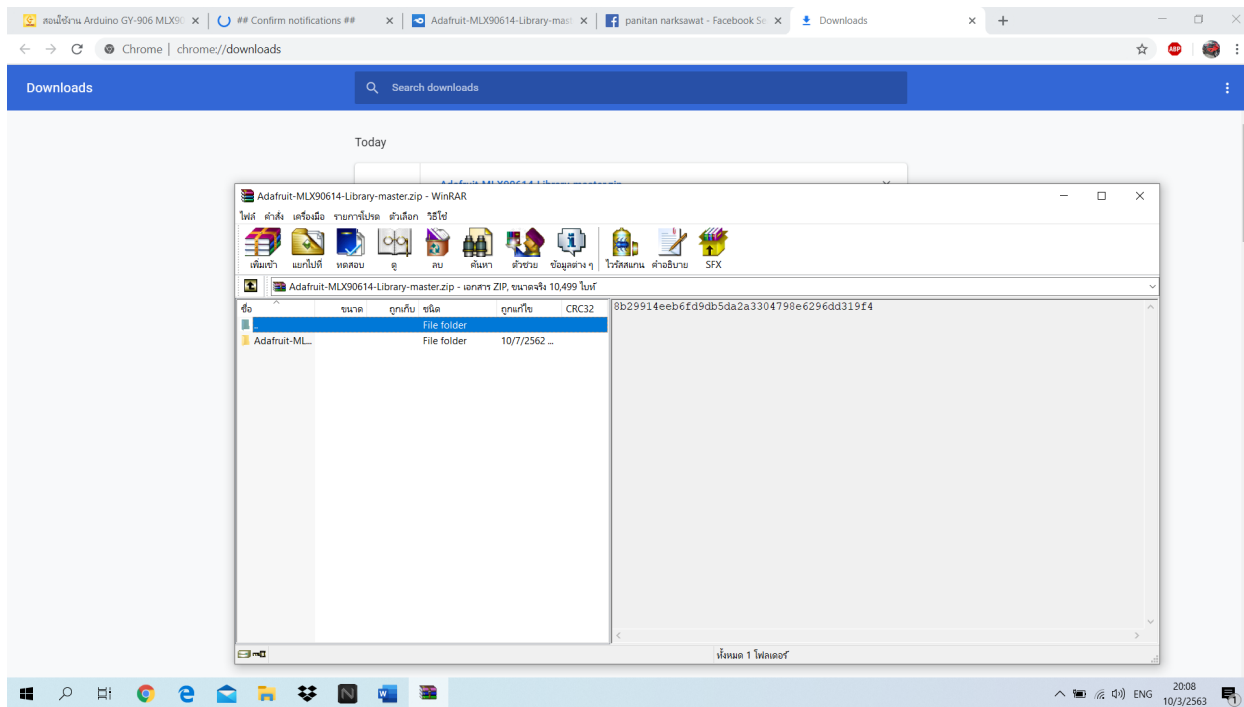 สอนใช้งาน Arduino GY-906 MLX90
## Confirm notifications ##
Adafruit-MLX90614-Library-mast
panitan narksawat - Facebook Se
Downloads
Chrome | chrome://downloads
ABP
Downloads
Search downloads
Today
Adafruit-MLX90614-Library-master.zip
Adafruit-MLX90614-Library-master.zip - WinRAR
ไฟล์ คำสั่ง เครื่องมือ รายการโปรด ตัวเลือก วิธีใช้
เพิ่มเข้า แยกไปที่ ทดสอบ ดู ลบ ค้นหา ตัวช่วย ข้อมูลต่าง ๆ ไวรัสสแกน คำอธิบาย SFX
Adafruit-MLX90614-Library-master.zip - เอกสาร ZIP, ขนาดจริง 10,499 ไบท์
ชื่อ ขนาด ถูกเก็บ ชนิด ถูกแก้ไข CRC32
8b29914eeb6fd9db5da2a3304798e6296dd319f4
.. File folder
Adafruit-ML... File folder 10/7/2562 ...
ทั้งหมด 1 โฟลเดอร์
ENG
20:08
10/3/2563
1